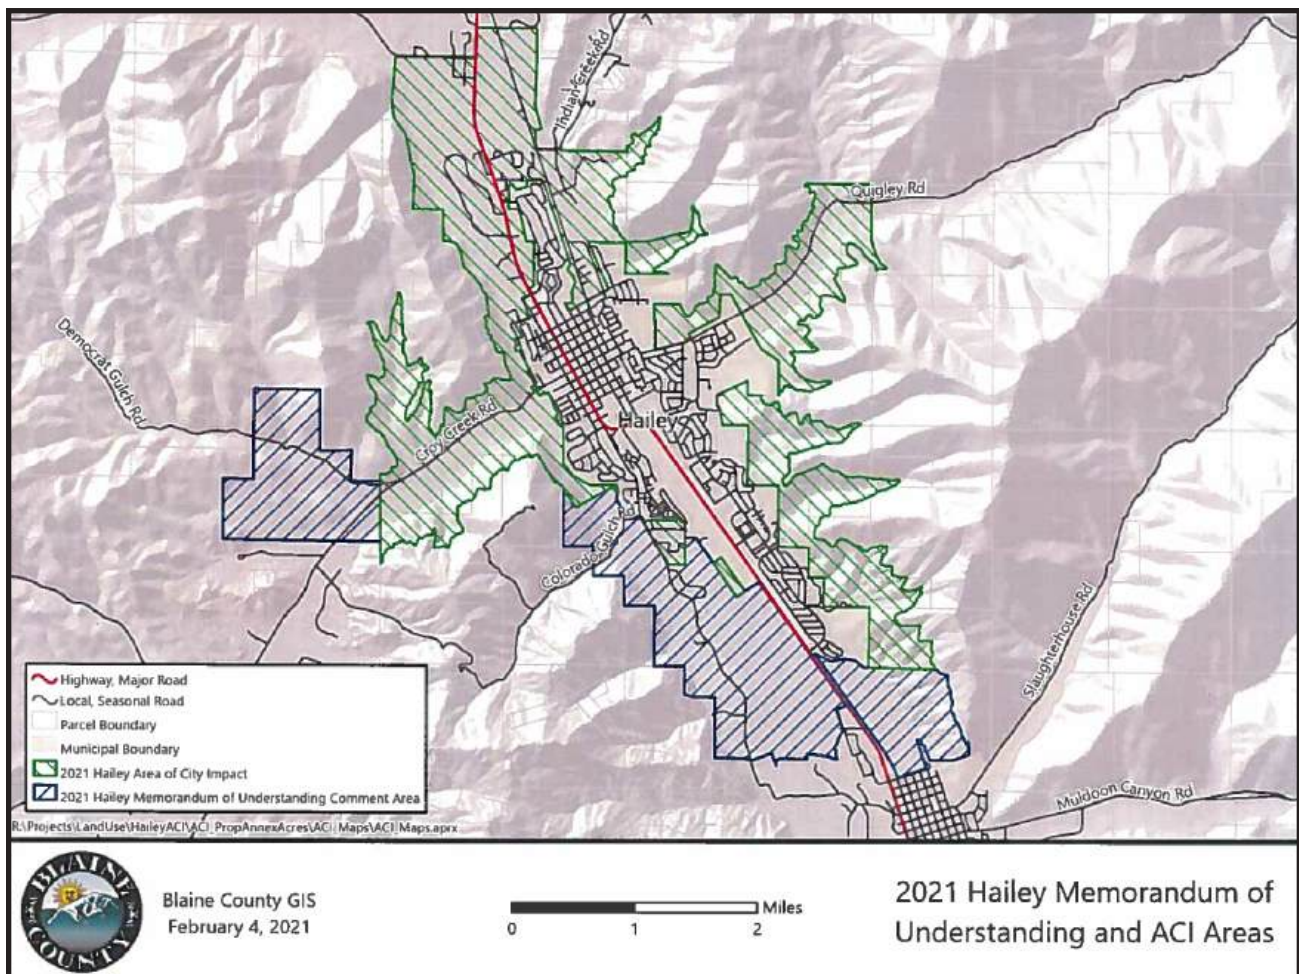 Indian Creek Rd
Quigley Rd
Democrat Gulch Rd
Croy Creek Rd
Hailey
Colorado Gulch Rd
Slaughterhouse Rd
Muldoon Canyon Rd
Highway, Major Road
Local, Seasonal Road
Parcel Boundary
Municipal Boundary
2021 Hailey Area of City Impact
2021 Hailey Memorandum of Understanding Comment Area
R:\Projects\LandUse\HaileyACI\ACI_PropAnnexAcres\ACI_Maps\ACI_Maps.aprx
BLAINE
COUNTY
Blaine County GIS
February 4, 2021
Miles
0 1 2
2021 Hailey Memorandum of
Understanding and ACI Areas